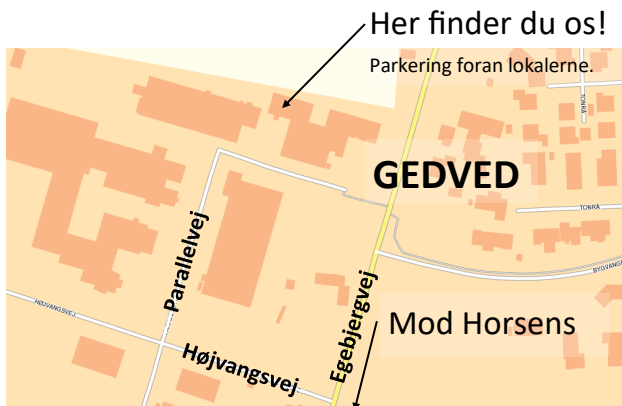 Her finder du os!
Parkering foran lokalerne.
TONRÅ
GEDVED
TONRÅ
Parallelvej
BYGVANGEN
HØJVANGSVEJ
Egebjergvej
Mod Horsens
Højvangsvej